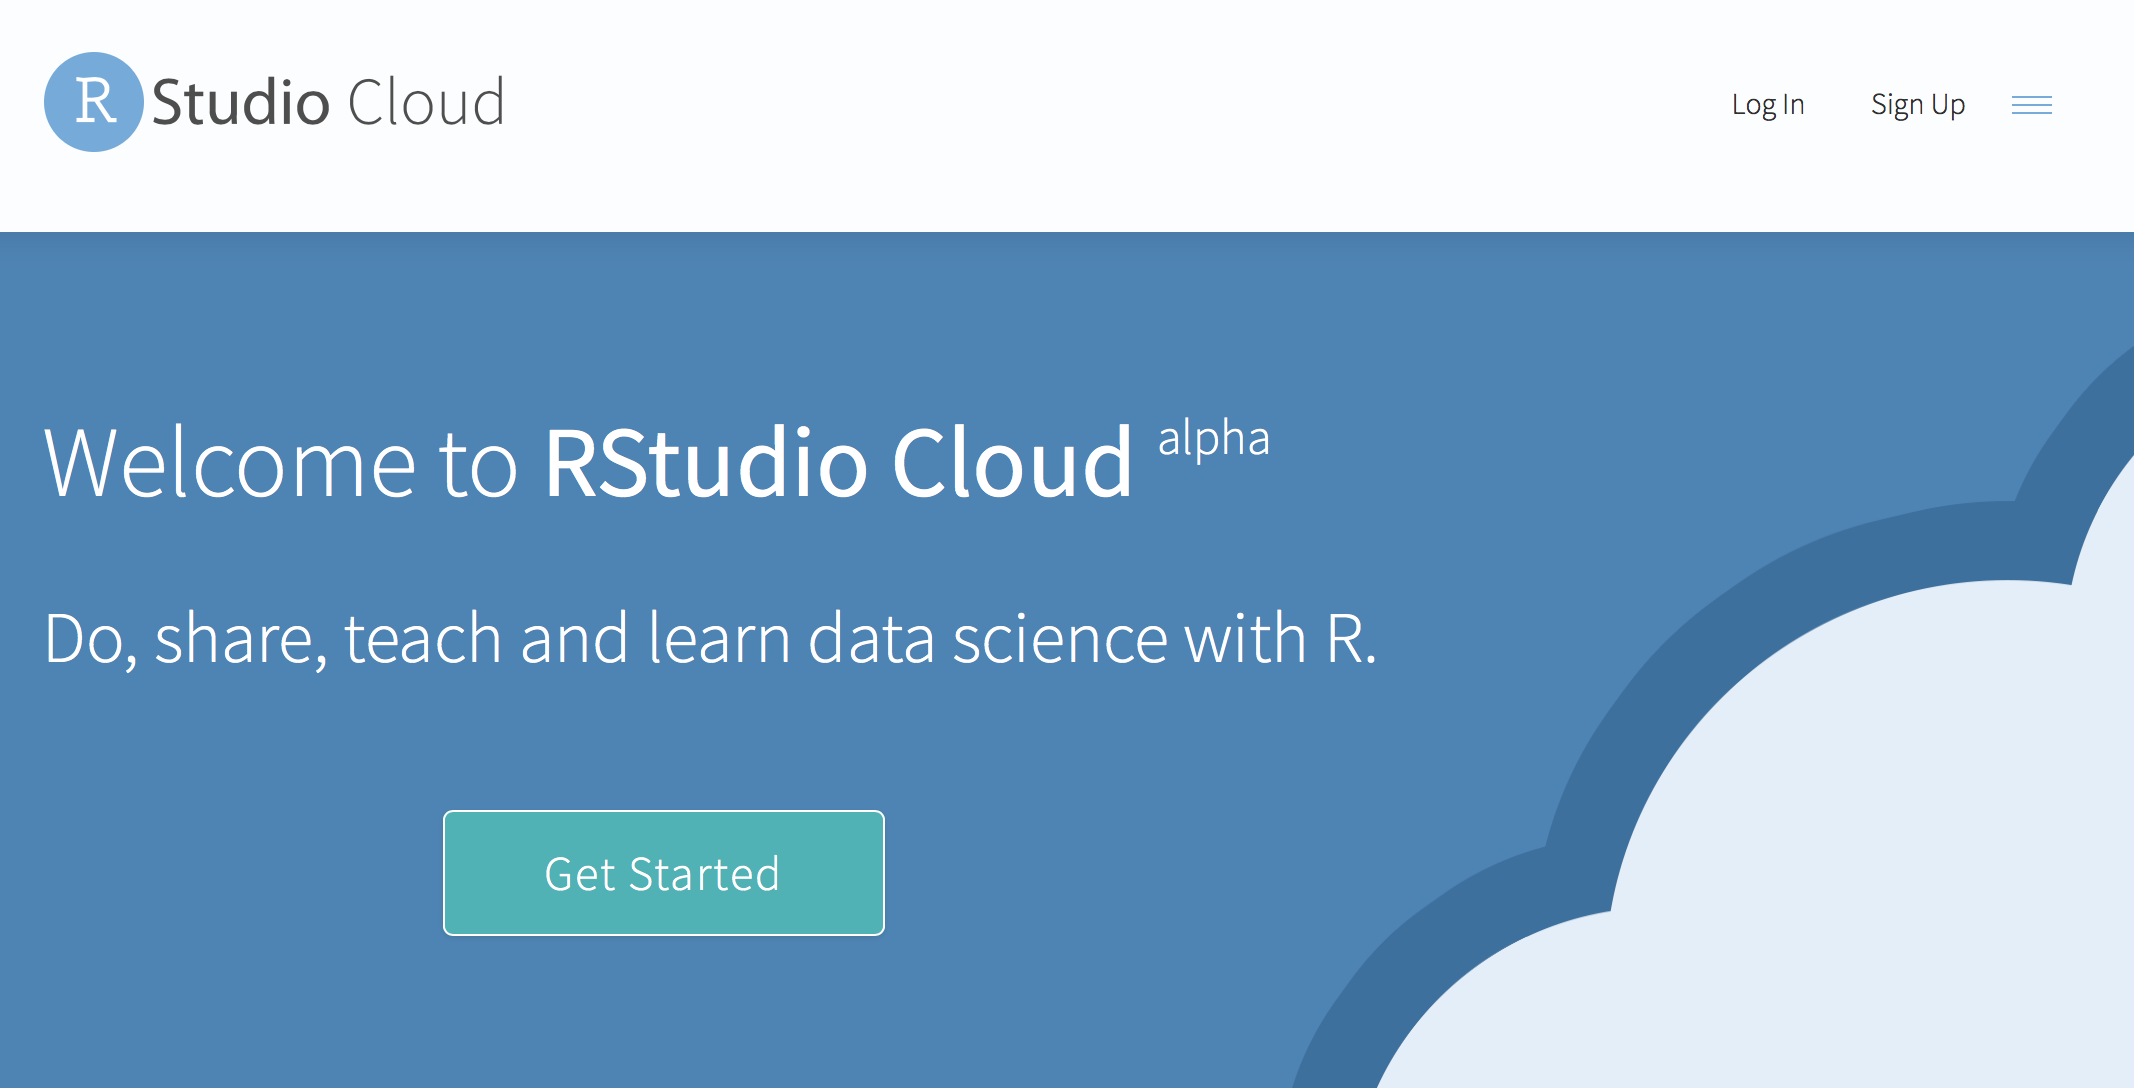 R Studio Cloud
Log In
Sign Up
Welcome to RStudio Cloud alpha
Do, share, teach and learn data science with R.
Get Started